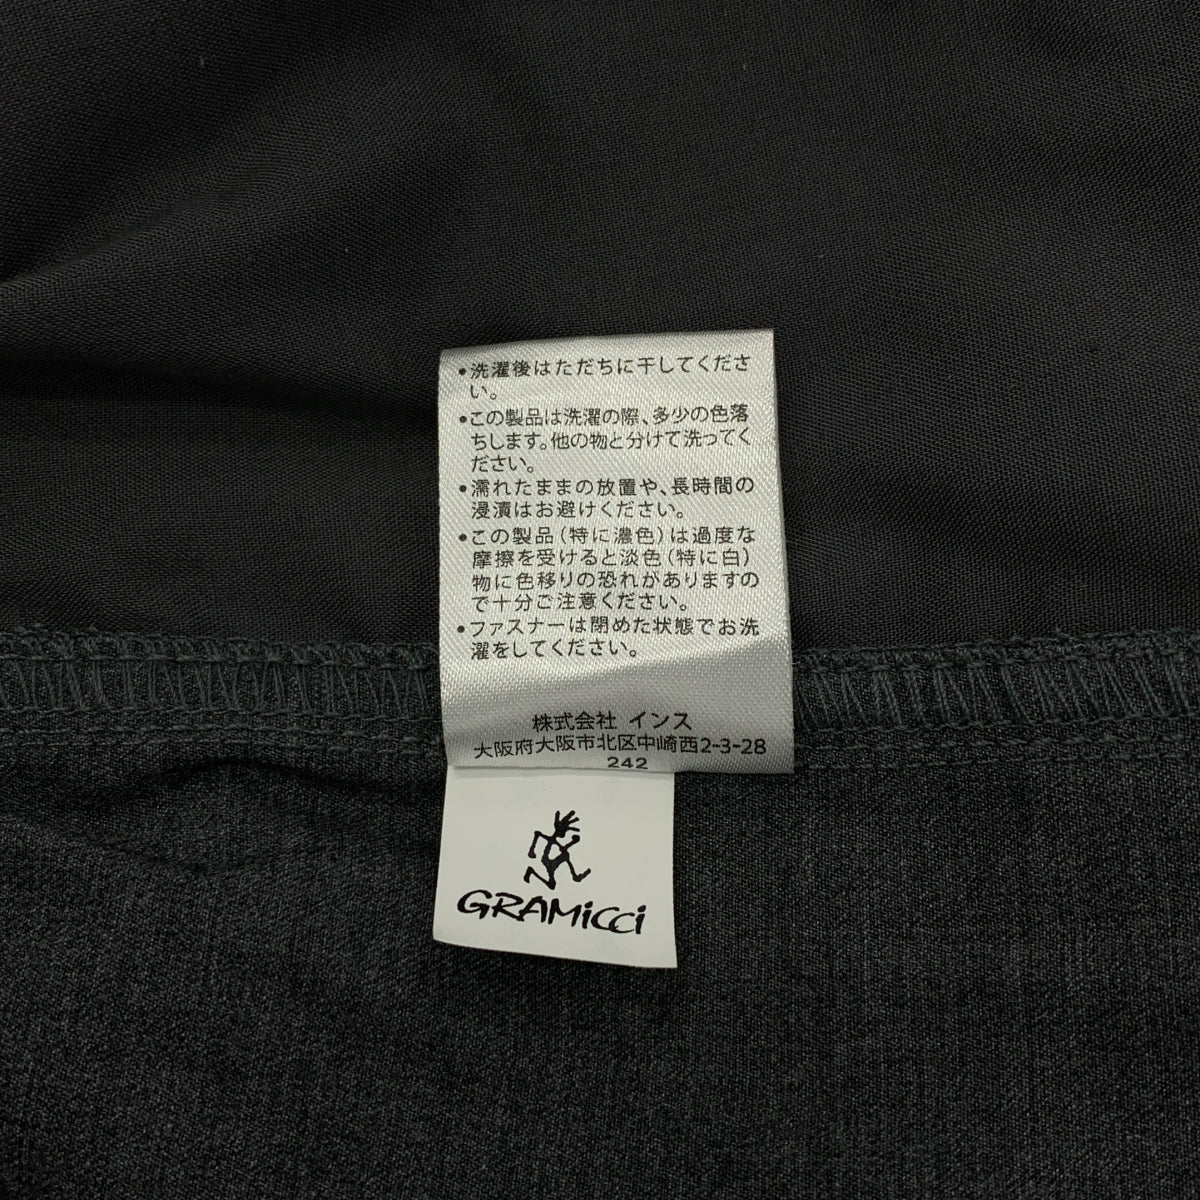 •洗濯後はただちに干してくださ
い。
•この製品は洗濯の際、多少の色落
ちします。他の物と分けて洗ってく
ださい。
•濡れたままの放置や、長時間の
浸漬はお避けください。
•この製品(特に濃色)は過度な
摩擦を受けると淡色(特に白)
物に色移りの恐れがありますの
で十分ご注意ください。
•ファスナーは閉めた状態でお洗
濯をしてください。
株式会社 インス
大阪府大阪市北区中崎西2-3-28
242
GRAMiCCi